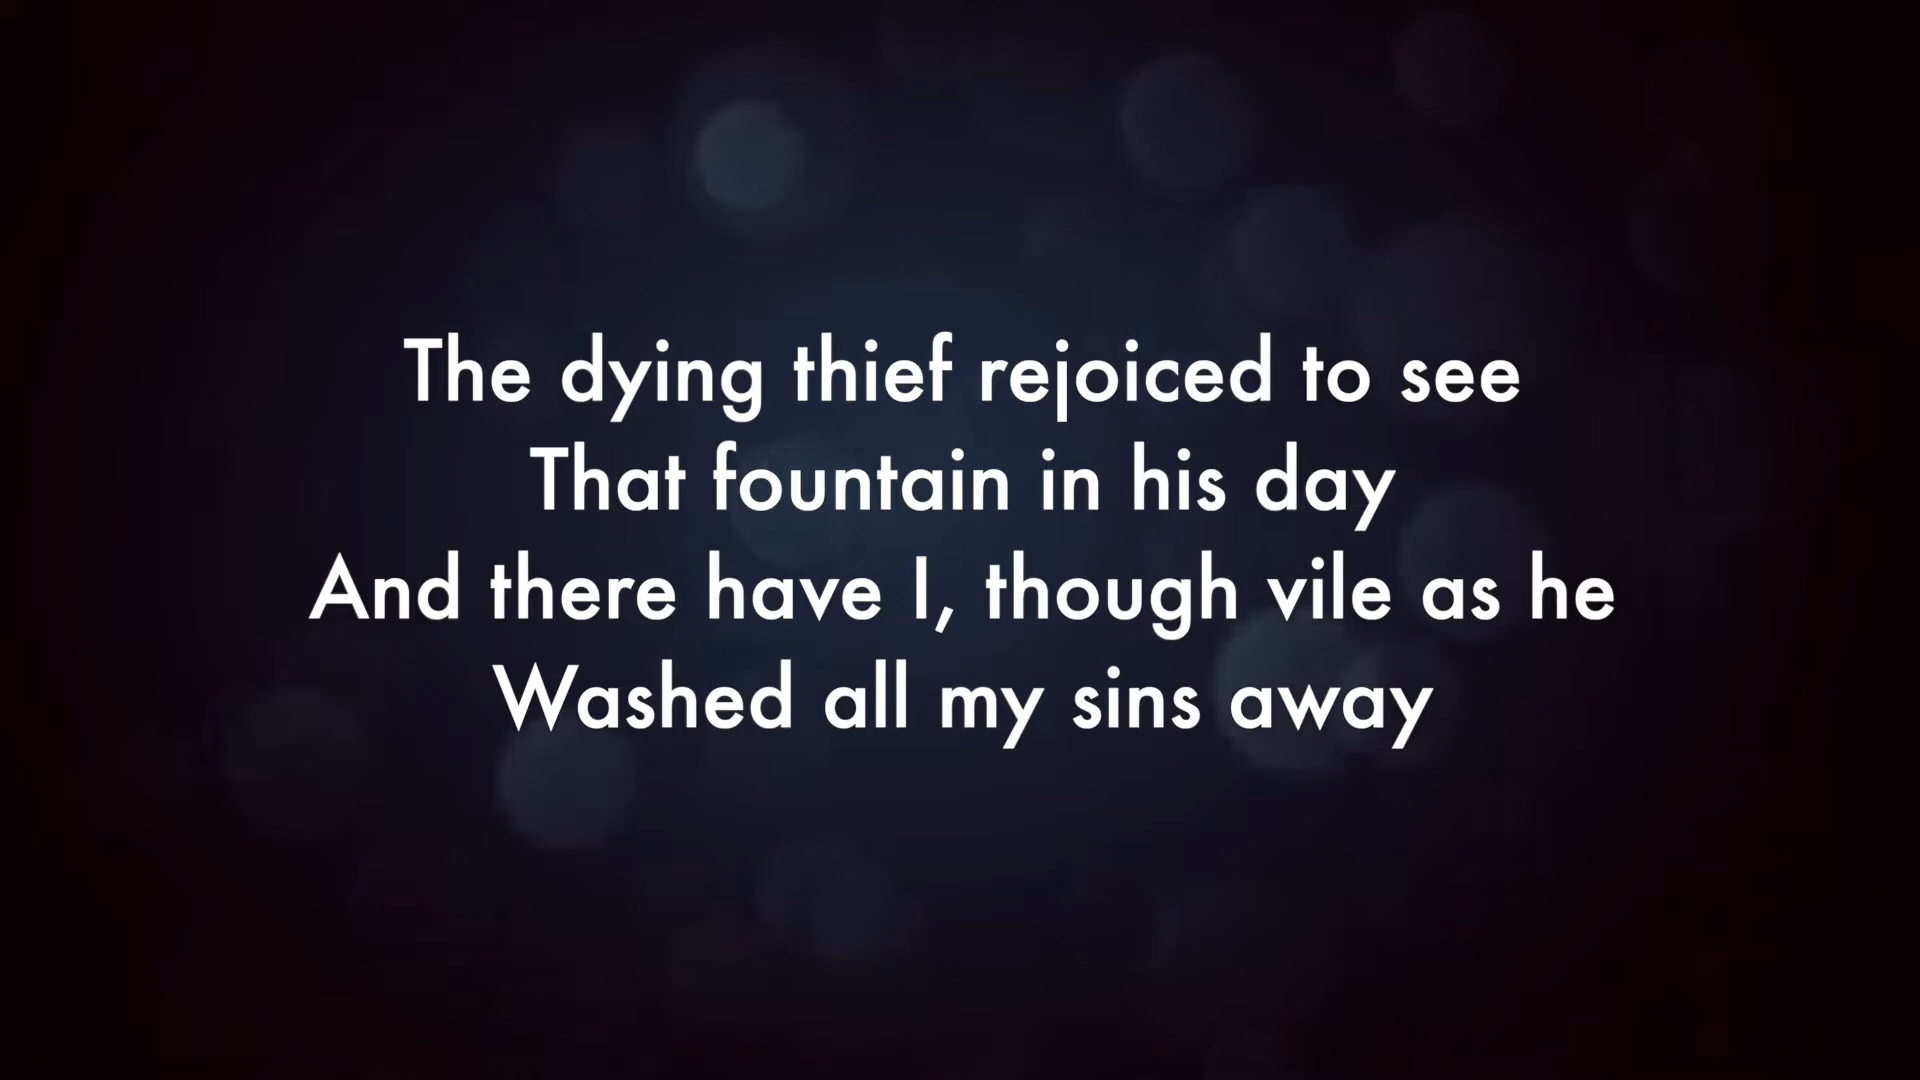 The dying thief rejoiced to see
That fountain in his day
And there have I, though vile as he
Washed all my sins away